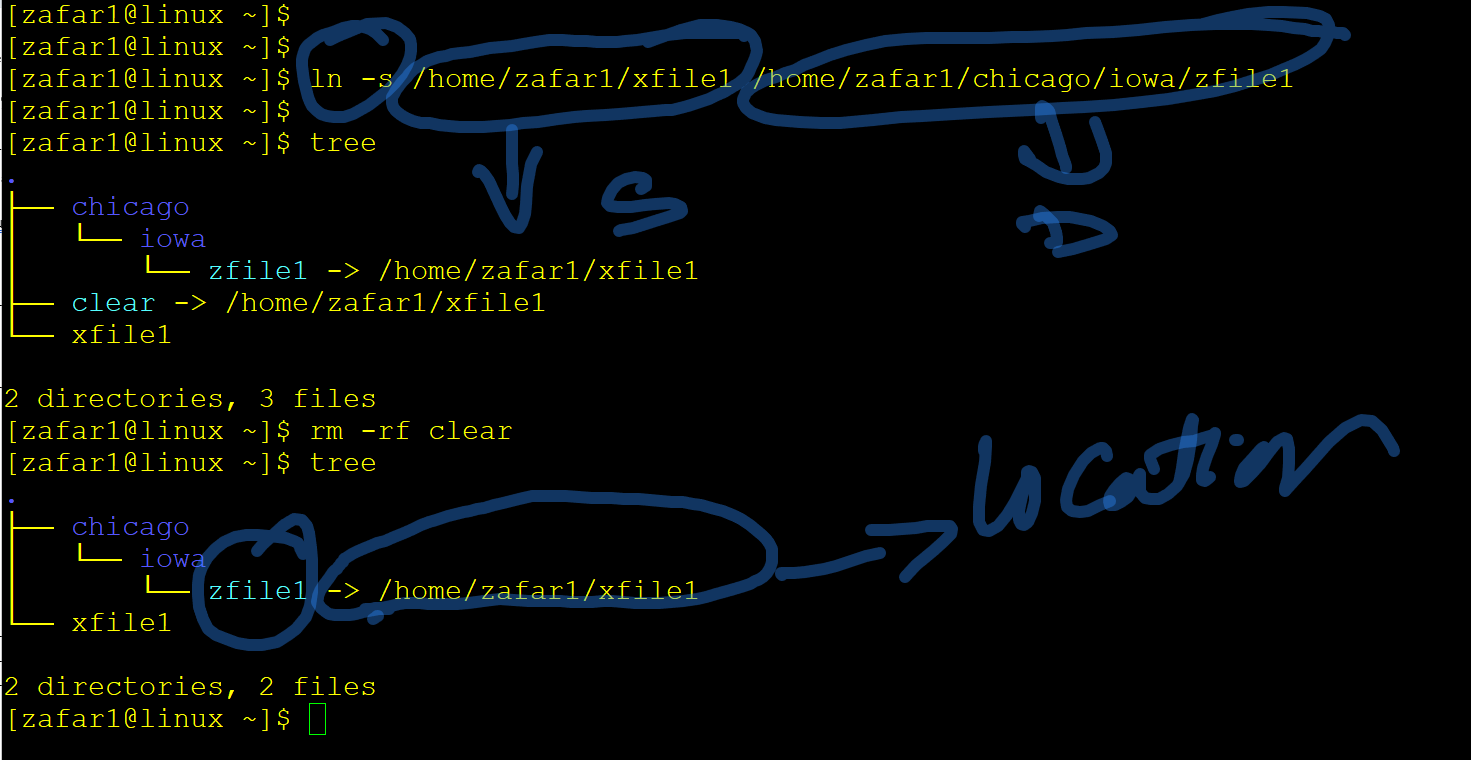 [zafar1@linux ~]$
[zafar1@linux ~]$
[zafar1@linux ~]$ ln -s /home/zafar1/xfile1 /home/zafar1/chicago/iowa/zfile1
[zafar1@linux ~]$
[zafar1@linux ~]$ tree
.
├── chicago
│   └── iowa
│       └── zfile1 -> /home/zafar1/xfile1
├── clear -> /home/zafar1/xfile1
└── xfile1
S
D
2 directories, 3 files
[zafar1@linux ~]$ rm -rf clear
[zafar1@linux ~]$ tree
.
├── chicago
│   └── iowa
│       └── zfile1 -> /home/zafar1/xfile1
└── xfile1
location
2 directories, 2 files
[zafar1@linux ~]$